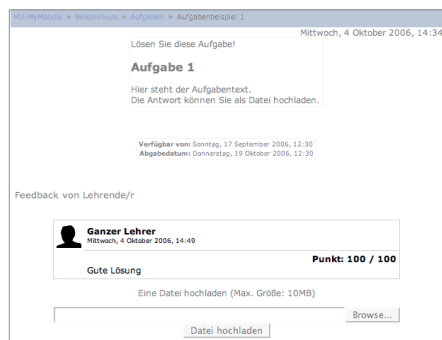 HU-MyMoodle » Beispielkurs » Aufgaben » Aufgabenbeispiel 1
Mittwoch, 4 Oktober 2006, 14:34
Lösen Sie diese Aufgabe!
Aufgabe 1
Hier steht der Aufgabentext.
Die Antwort können Sie als Datei hochladen.
Verfügbar von: Sonntag, 17 September 2006, 12:30
Abgabedatum: Donnerstag, 19 Oktober 2006, 12:30
Feedback von Lehrende/r
Ganzer Lehrer
Mittwoch, 4 Oktober 2006, 14:49
Punkt: 100 / 100
Gute Lösung
Eine Datei hochladen (Max. Größe: 10MB)
Browse...
Datei hochladen